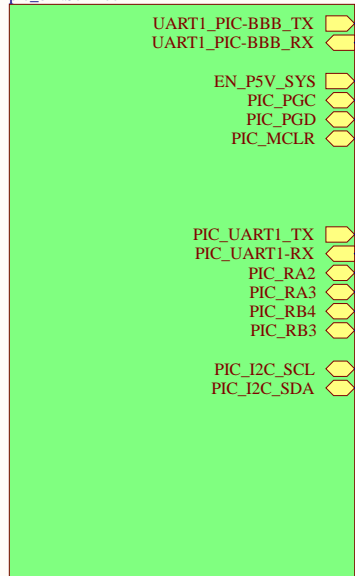 UART1_PIC-BBB_TX
UART1_PIC-BBB_RX
EN_P5V_SYS
PIC_PGC
PIC_PGD
PIC_MCLR
PIC_UART1_TX
PIC_UART1-RX
PIC_RA2
PIC_RA3
PIC_RB4
PIC_RB3
PIC_I2C_SCL
PIC_I2C_SDA